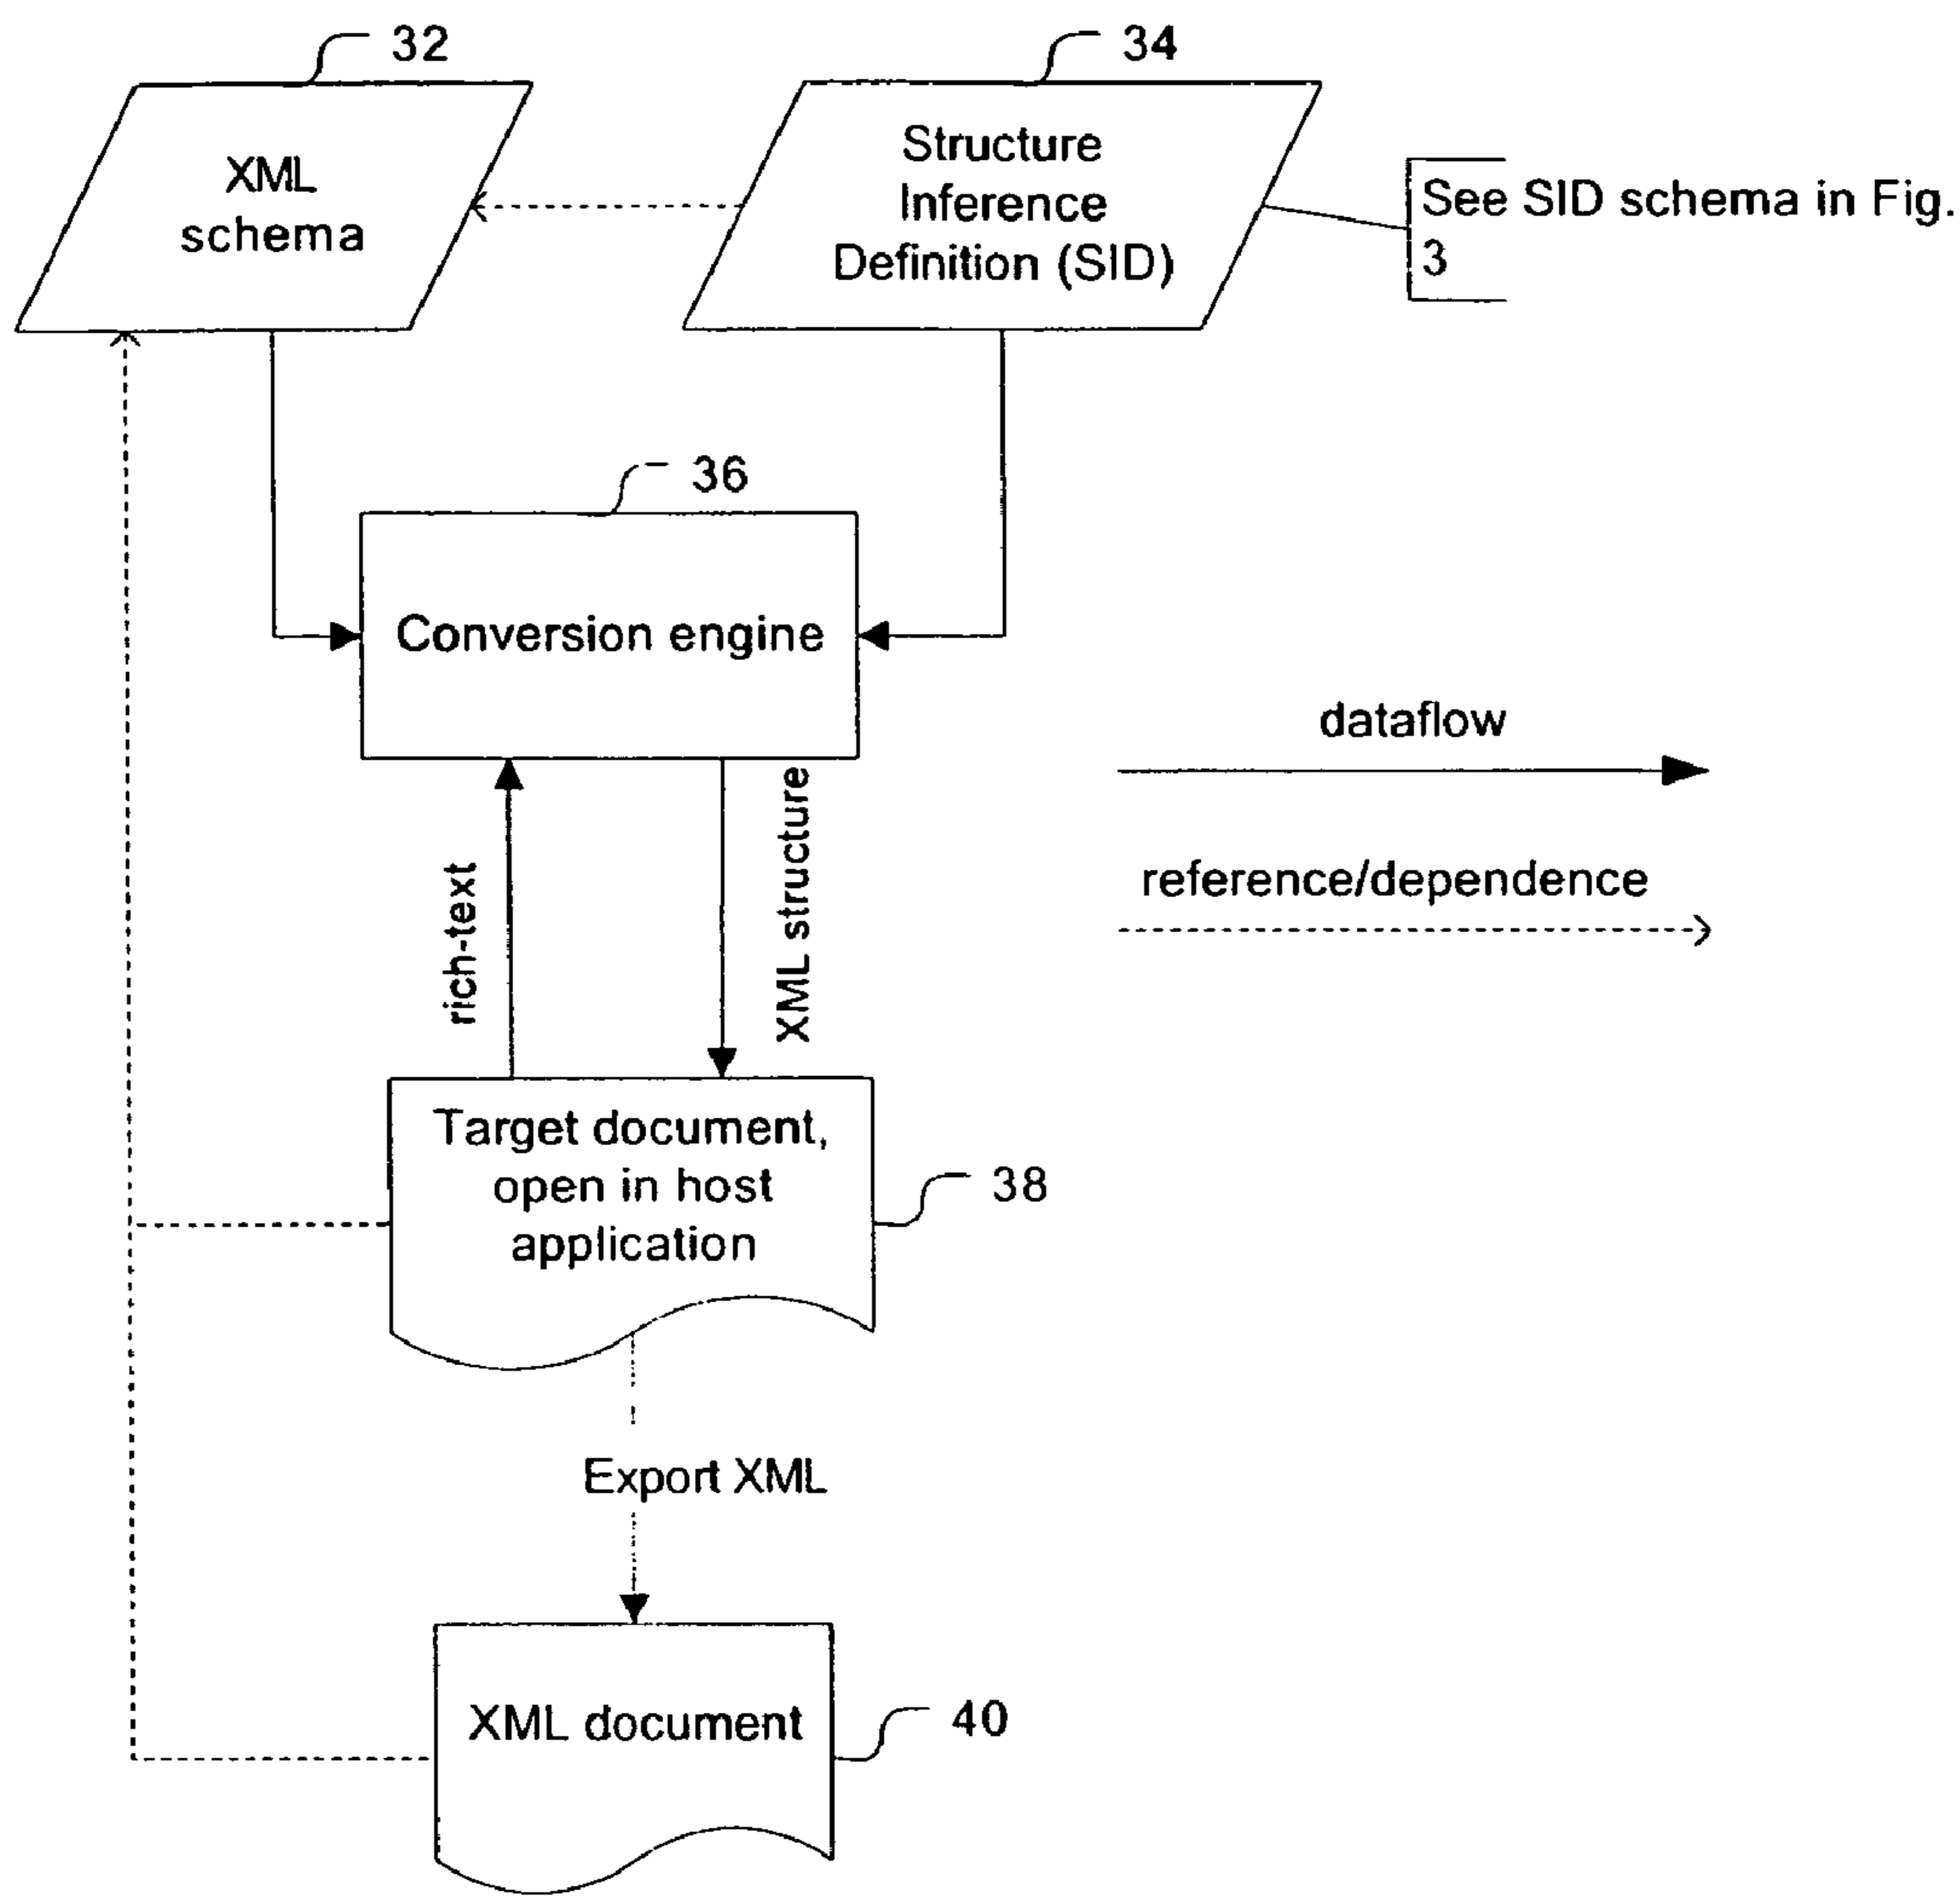 32
34
XML
schema
Structure
Inference
Definition (SID)
See SID schema in Fig.
3
36
Conversion engine
dataflow
reference/dependence
rich-text
XML structure
Target document,
open in host
application
38
Export XML
XML document
40